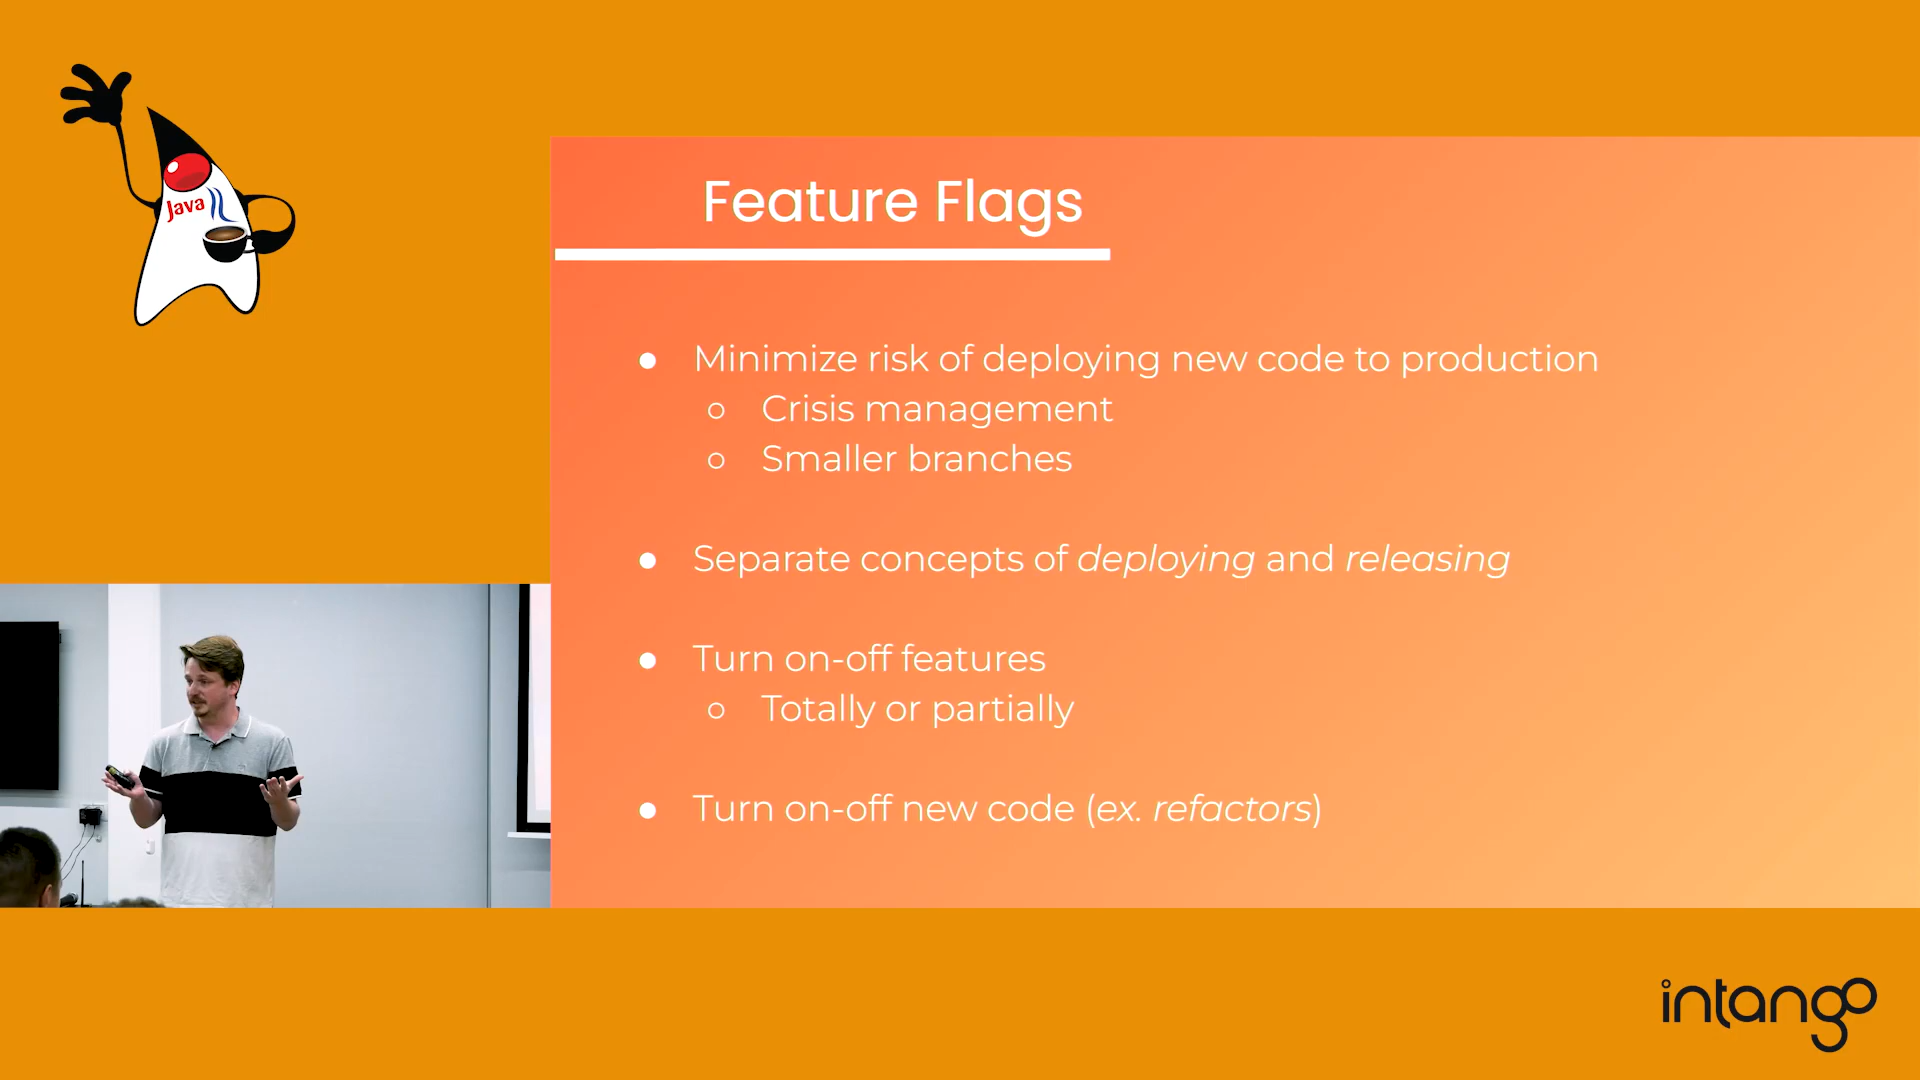 Java
Feature Flags
● Minimize risk of deploying new code to production
○ Crisis management
○ Smaller branches
● Separate concepts of deploying and releasing
● Turn on-off features
○ Totally or partially
● Turn on-off new code (ex. refactors)
intango